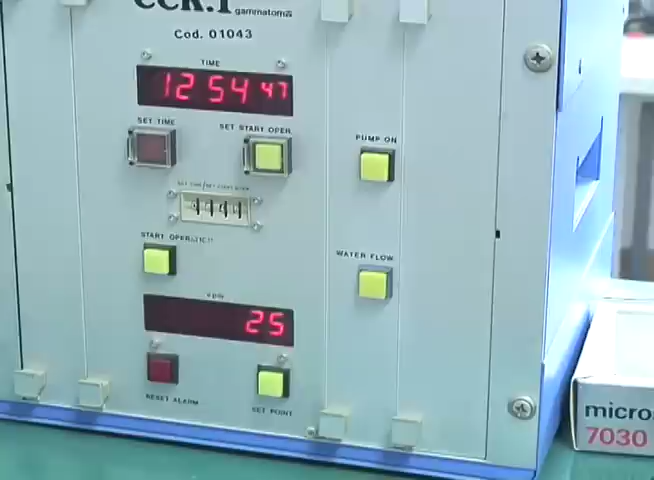 gammatom
Cod. 01043
TIME
12 54 47
SET TIME
SET START OPER.
PUMP ON
START OPERATION
WATER FLOW
25
RESET ALARM
SET POINT
micro
7030